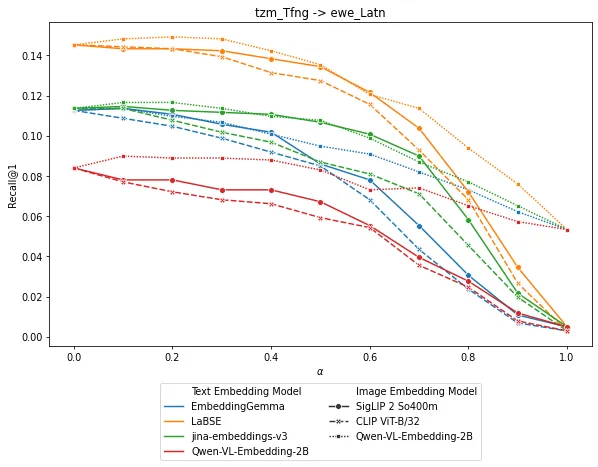 tzm_Tfng -> ewe_Latn
Recall@1
0.14
0.12
0.10
0.08
0.06
0.04
0.02
0.00
0.0 0.2 0.4 0.6 0.8 1.0
α
Text Embedding Model Image Embedding Model
EmbeddingGemma SigLIP 2 So400m
LaBSE CLIP ViT-B/32
jina-embeddings-v3 Qwen-VL-Embedding-2B
Qwen-VL-Embedding-2B